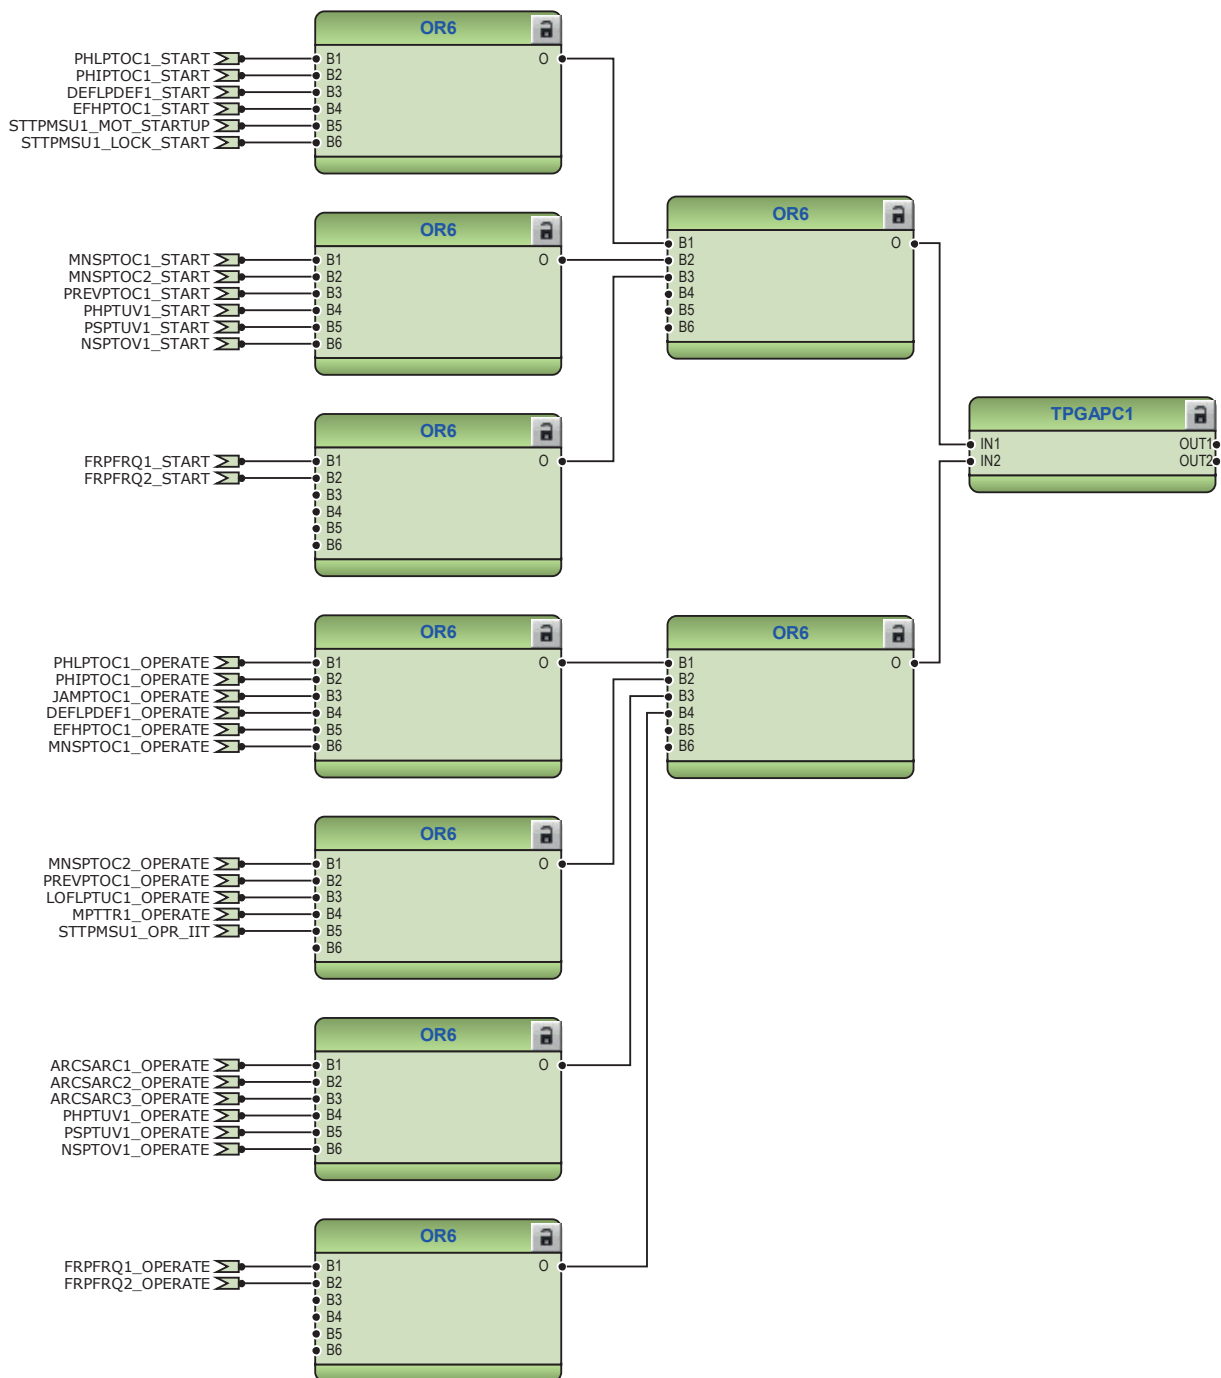 OR6
PHLPTOC1_START B1 O
PHIPTOC1_START B2
DEFLPDEF1_START B3
EFHPTOC1_START B4
STTPMSU1_MOT_STARTUP B5
STTPMSU1_LOCK_START B6
OR6
MNSPTOC1_START B1 O
MNSPTOC2_START B2
PREVPTOC1_START B3
PHPTUV1_START B4
PSPTUV1_START B5
NSPTOV1_START B6
OR6
B1 O
B2
B3
B4
B5
B6
OR6
FRPFRQ1_START B1 O
FRPFRQ2_START B2
B3
B4
B5
B6
TPGAPC1
IN1 OUT1
IN2 OUT2
OR6
PHLPTOC1_OPERATE B1 O
PHIPTOC1_OPERATE B2
JAMPTOC1_OPERATE B3
DEFLPDEF1_OPERATE B4
EFHPTOC1_OPERATE B5
MNSPTOC1_OPERATE B6
OR6
B1 O
B2
B3
B4
B5
B6
OR6
MNSPTOC2_OPERATE B1 O
PREVPTOC1_OPERATE B2
LOFLPTUC1_OPERATE B3
MPTTR1_OPERATE B4
STTPMSU1_OPR_IIT B5
B6
OR6
ARCSARC1_OPERATE B1 O
ARCSARC2_OPERATE B2
ARCSARC3_OPERATE B3
PHPTUV1_OPERATE B4
PSPTUV1_OPERATE B5
NSPTOV1_OPERATE B6
OR6
FRPFRQ1_OPERATE B1 O
FRPFRQ2_OPERATE B2
B3
B4
B5
B6